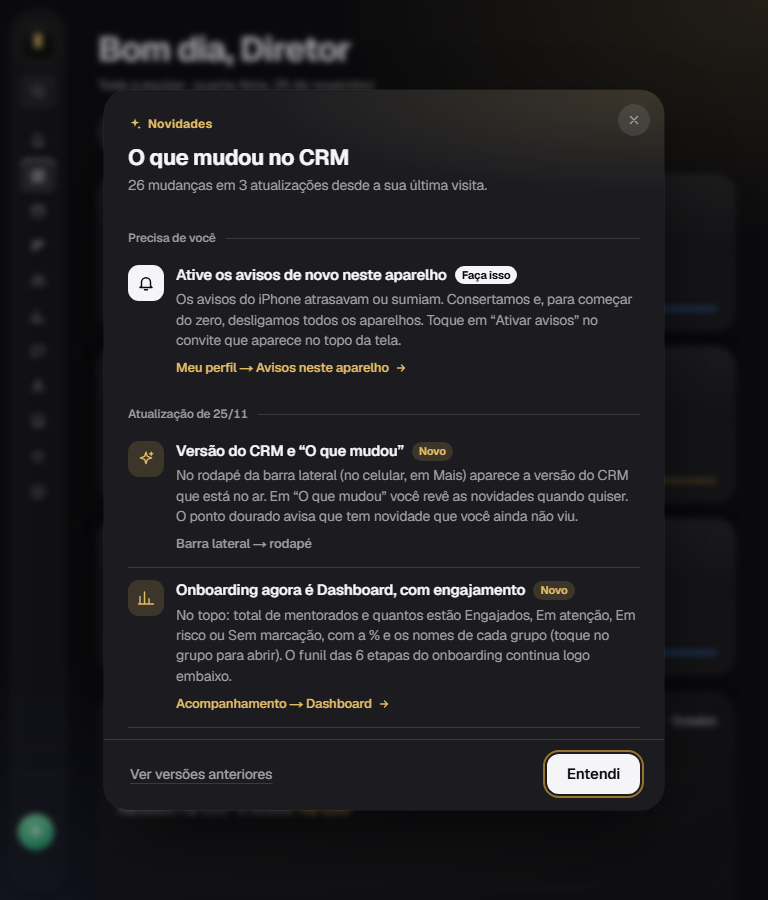 Bom dia, Diretor
Novidades
O que mudou no CRM
26 mudanças em 3 atualizações desde a sua última visita.
Precisa de você
Ative os avisos de novo neste aparelho Faça isso
Os avisos do iPhone atrasavam ou sumiam. Consertamos e, para começar
do zero, desligamos todos os aparelhos. Toque em “Ativar avisos” no
convite que aparece no topo da tela.
Meu perfil → Avisos neste aparelho →
Atualização de 25/11
Versão do CRM e “O que mudou” Novo
No rodapé da barra lateral (no celular, em Mais) aparece a versão do CRM
que está no ar. Em “O que mudou” você revê as novidades quando quiser.
O ponto dourado avisa que tem novidade que você ainda não viu.
Barra lateral → rodapé
Onboarding agora é Dashboard, com engajamento Novo
No topo: total de mentorados e quantos estão Engajados, Em atenção, Em
risco ou Sem marcação, com a % e os nomes de cada grupo (toque no
grupo para abrir). O funil das 6 etapas do onboarding continua logo
embaixo.
Acompanhamento → Dashboard →
Ver versões anteriores
Entendi